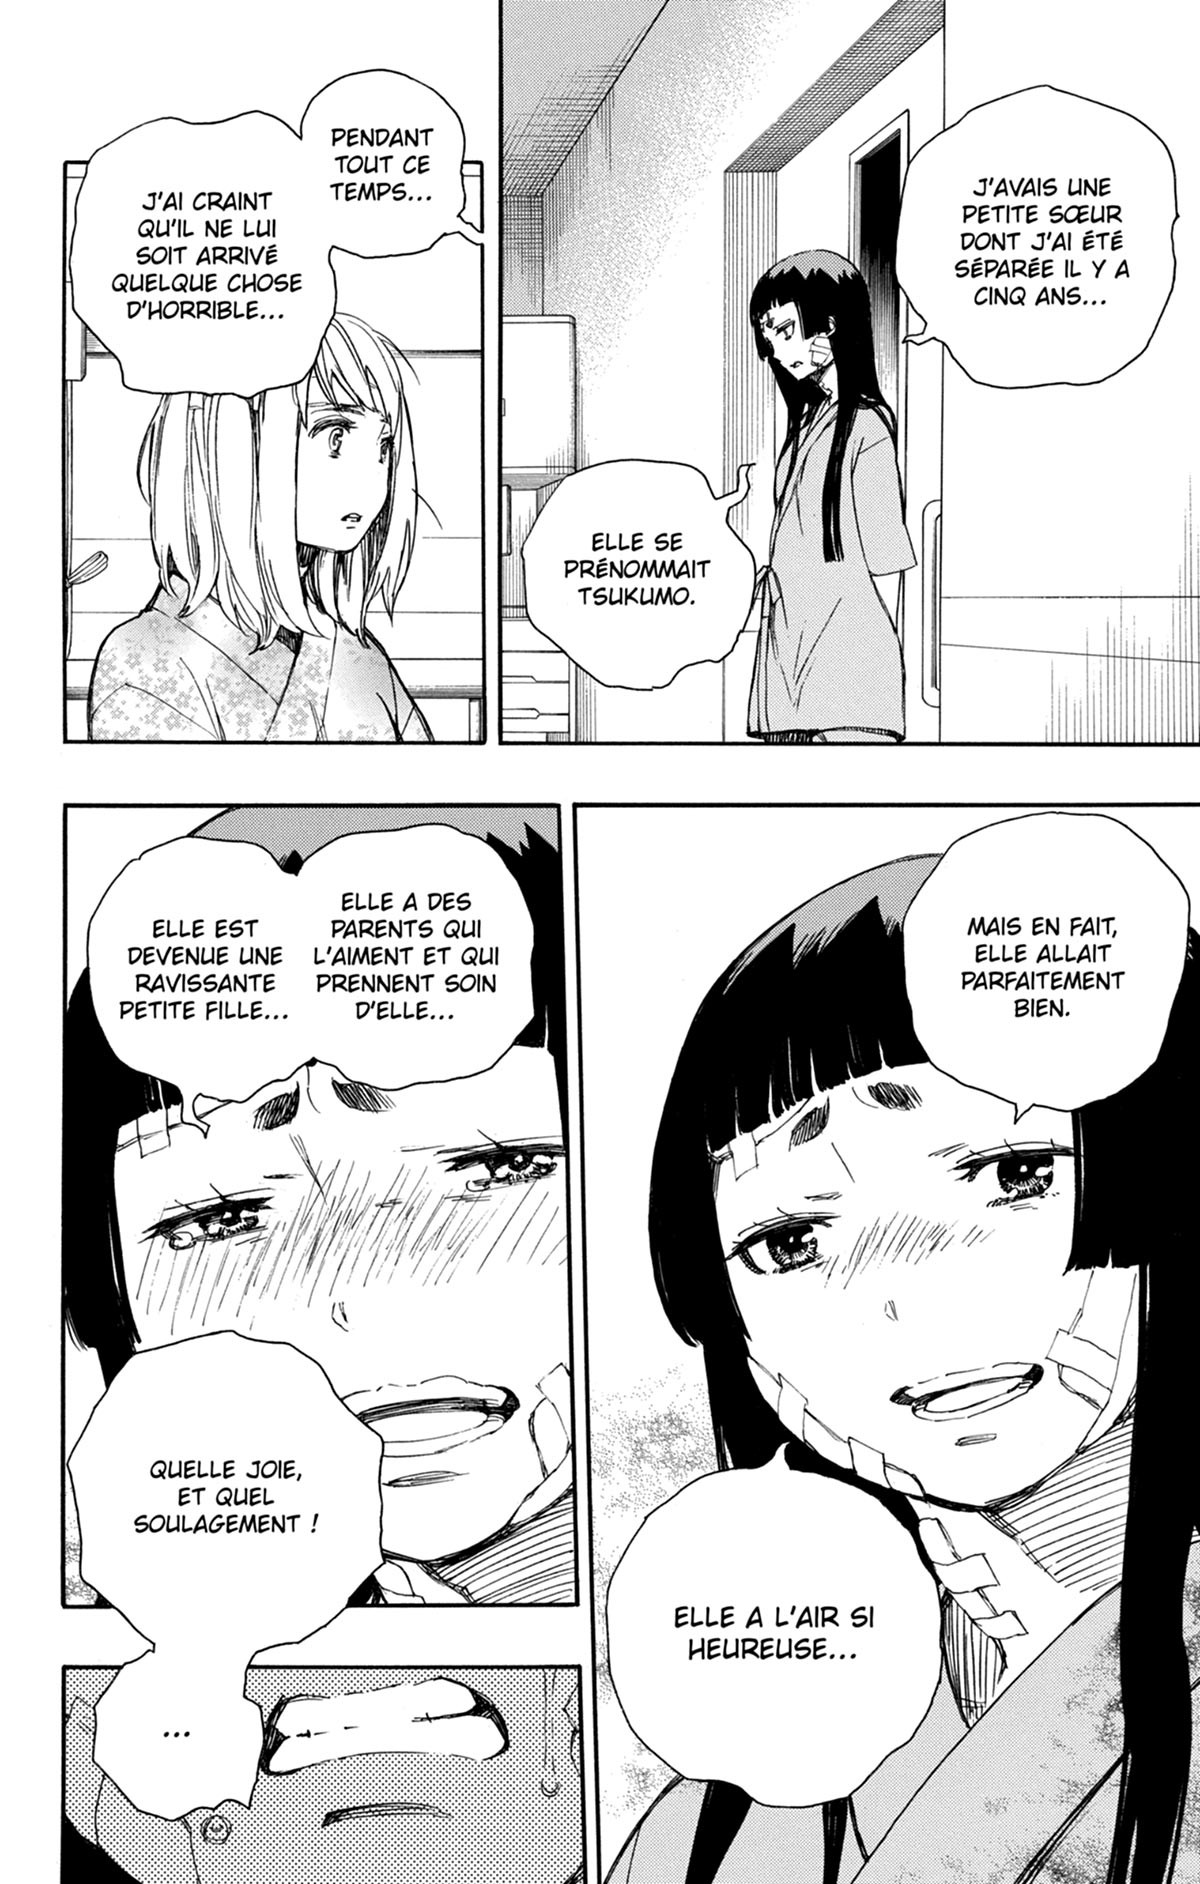 J'AVAIS UNE
PETITE SŒUR
DONT J'AI ÉTÉ
SÉPARÉE IL Y A
CINQ ANS...
ELLE SE
PRÉNOMMAIT
TSUKUMO.
PENDANT
TOUT CE
TEMPS...
J'AI CRAINT
QU'IL NE LUI
SOIT ARRIVÉ
QUELQUE CHOSE
D'HORRIBLE...
MAIS EN FAIT,
ELLE ALLAIT
PARFAITEMENT
BIEN.
ELLE A L'AIR SI
HEUREUSE...
ELLE A DES
PARENTS QUI
L'AIMENT ET QUI
PRENNENT SOIN
D'ELLE...
ELLE EST
DEVENUE UNE
RAVISSANTE
PETITE FILLE...
QUELLE JOIE,
ET QUEL
SOULAGEMENT !
...